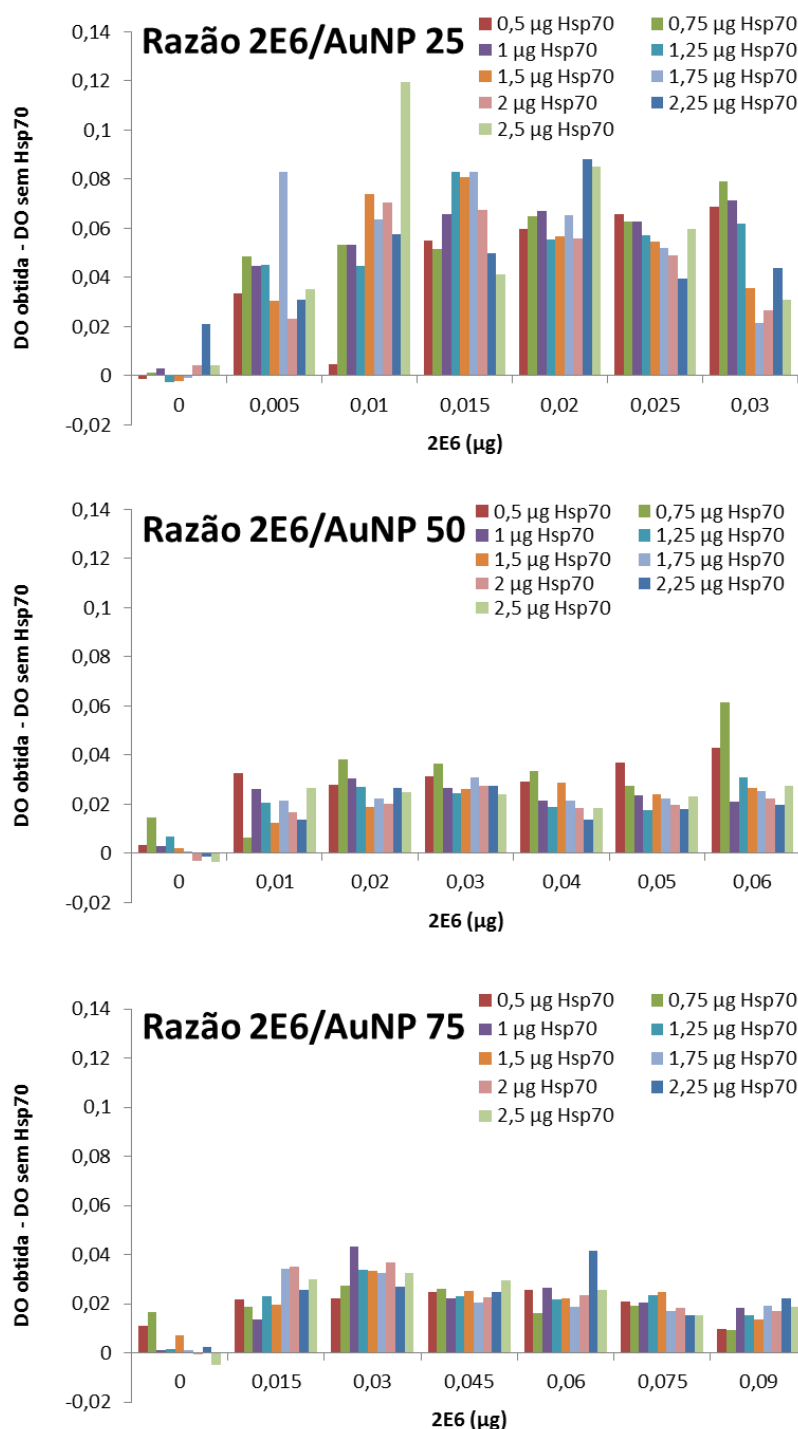 Razão 2E6/AuNP 25
0,5 µg Hsp70
0,75 µg Hsp70
1 µg Hsp70
1,25 µg Hsp70
1,5 µg Hsp70
1,75 µg Hsp70
2 µg Hsp70
2,25 µg Hsp70
2,5 µg Hsp70
DO obtida - DO sem Hsp70
0,14
0,12
0,1
0,08
0,06
0,04
0,02
0
-0,02
0 0,005 0,01 0,015 0,02 0,025 0,03
2E6 (µg)
Razão 2E6/AuNP 50
0,5 µg Hsp70
0,75 µg Hsp70
1 µg Hsp70
1,25 µg Hsp70
1,5 µg Hsp70
1,75 µg Hsp70
2 µg Hsp70
2,25 µg Hsp70
2,5 µg Hsp70
DO obtida - DO sem Hsp70
0,14
0,12
0,1
0,08
0,06
0,04
0,02
0
-0,02
0 0,01 0,02 0,03 0,04 0,05 0,06
2E6 (µg)
Razão 2E6/AuNP 75
0,5 µg Hsp70
0,75 µg Hsp70
1 µg Hsp70
1,25 µg Hsp70
1,5 µg Hsp70
1,75 µg Hsp70
2 µg Hsp70
2,25 µg Hsp70
2,5 µg Hsp70
DO obtida - DO sem Hsp70
0,14
0,12
0,1
0,08
0,06
0,04
0,02
0
-0,02
0 0,015 0,03 0,045 0,06 0,075 0,09
2E6 (µg)